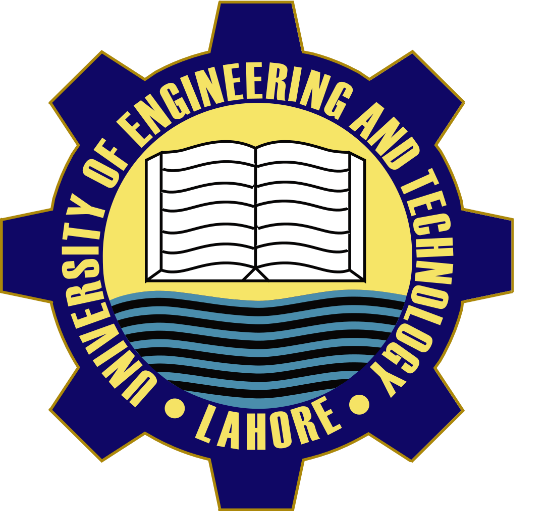 UNIVERSITY OF ENGINEERING AND TECHNOLOGY
• LAHORE •